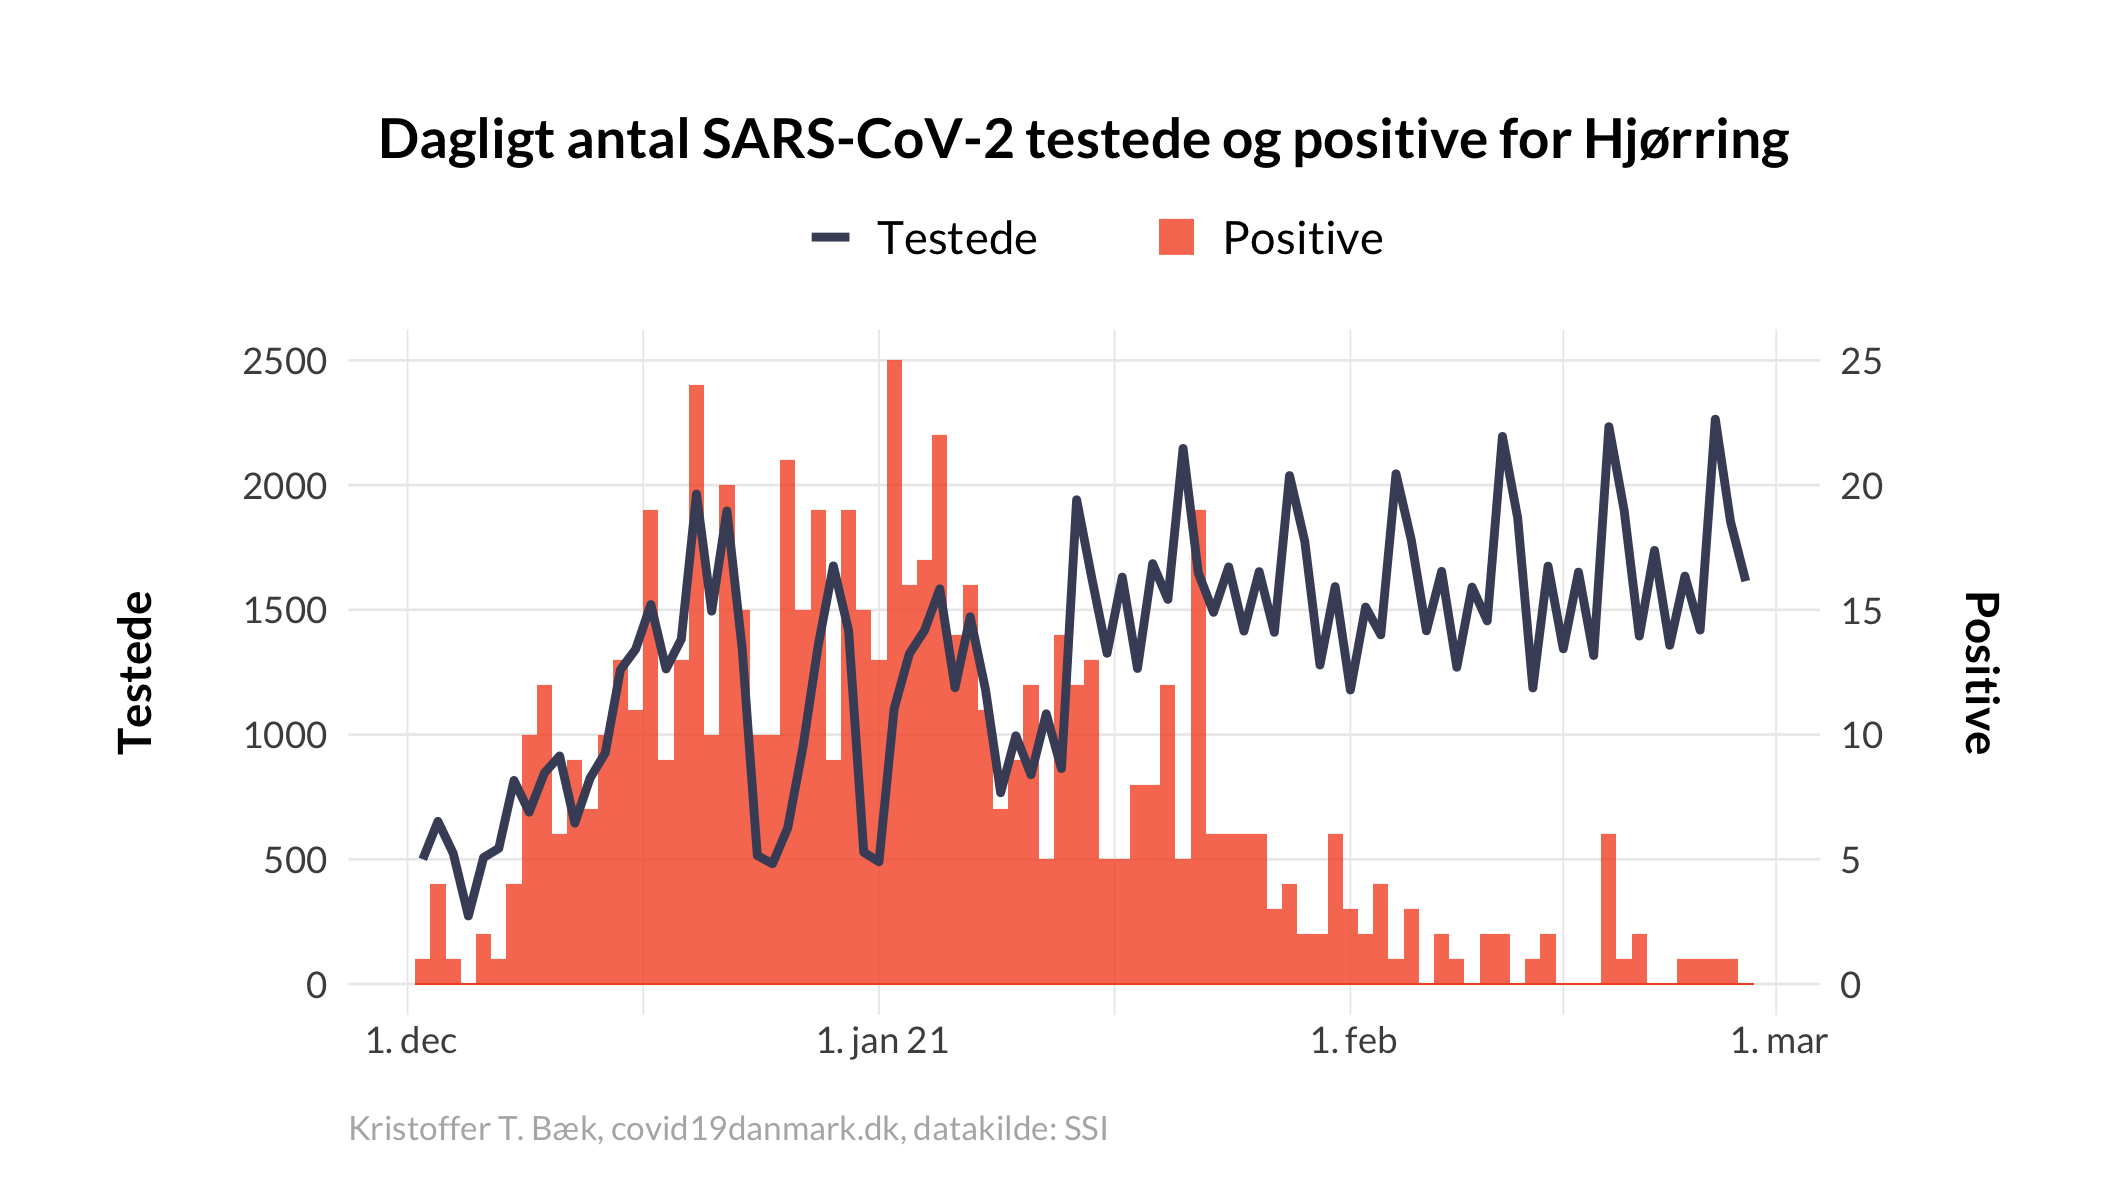 Dagligt antal SARS-CoV-2 testede og positive for Hjørring
Testede
Positive
2500
2000
1500
1000
500
0
Testede
25
20
15
10
5
0
Positive
1. dec
1. jan 21
1. feb
1. mar
Kristoffer T. Bæk, covid19danmark.dk, datakilde: SSI